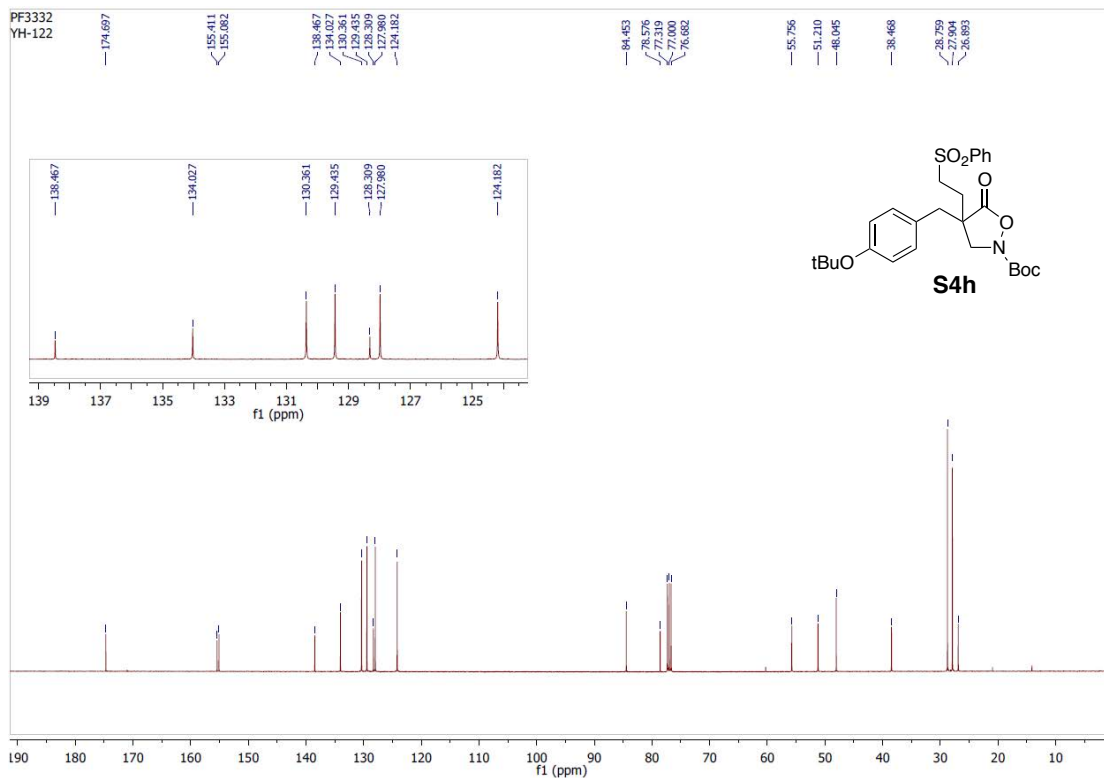 PF3332
YH-122
174.697
155.411
155.082
138.467
134.027
130.361
129.435
128.309
127.980
124.182
84.453
78.576
77.319
77.000
76.682
55.756
51.210
48.045
38.468
28.759
27.904
26.893
138.467
134.027
130.361
129.435
128.309
127.980
124.182
139 137 135 133 131 129 127 125
f1 (ppm)
SO2Ph
O
O
N
tBuO
Boc
S4h
190 180 170 160 150 140 130 120 110 100 90 80 70 60 50 40 30 20 10 0
f1 (ppm)